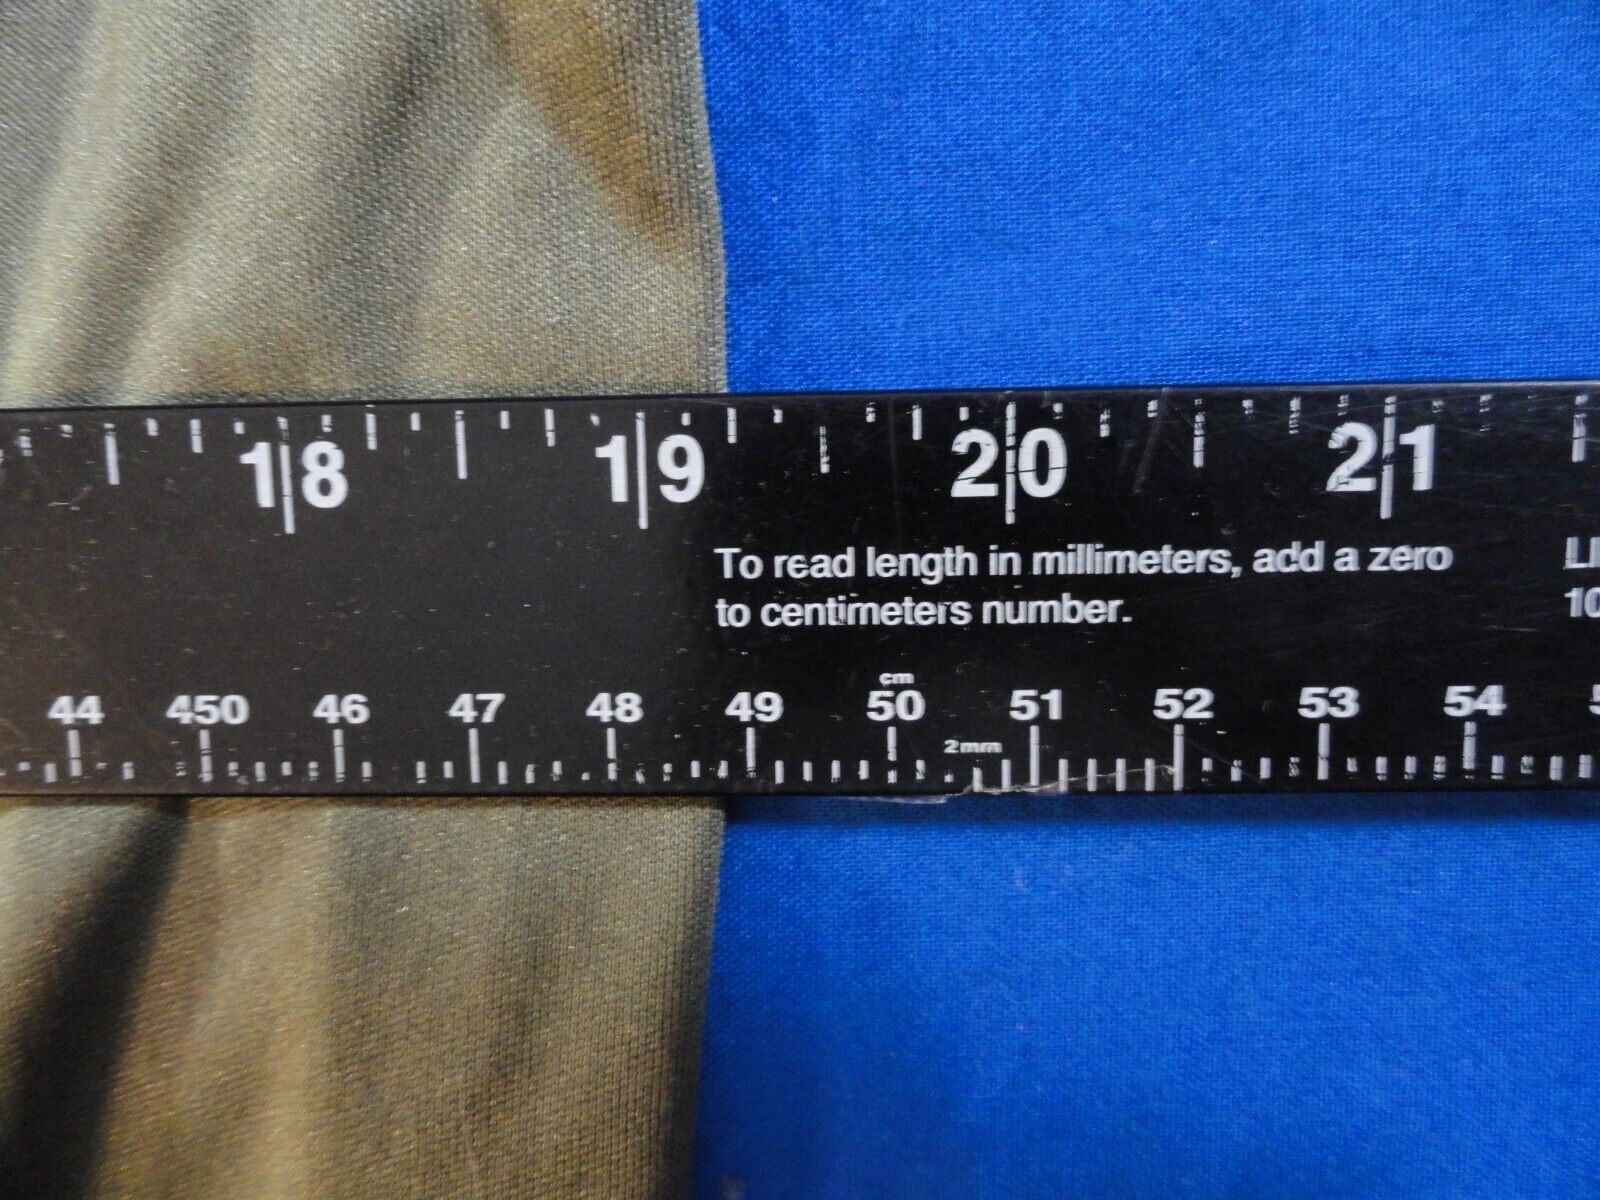 18 19 20 21
To read length in millimeters, add a zero
to centimeters number.
cm
44 450 46 47 48 49 50 51 52 53 54
2mm